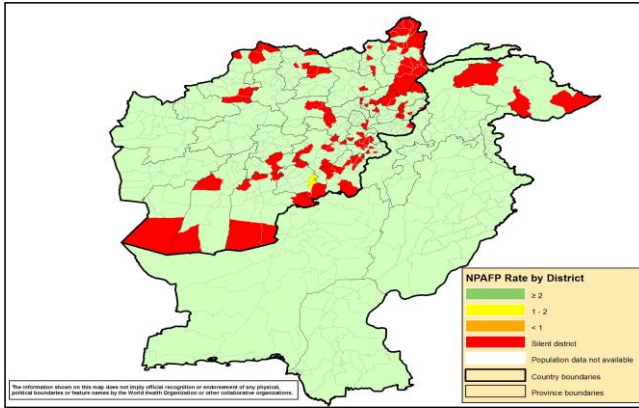 NPAFP Rate by District
≥ 2
1 - 2
< 1
Silent district
Population data not available
Country boundaries
Province boundaries
The information shown on this map does not imply official recognition or endorsement of any physical,
political boundaries or feature names by the World Health Organization or other collaborative organizations.